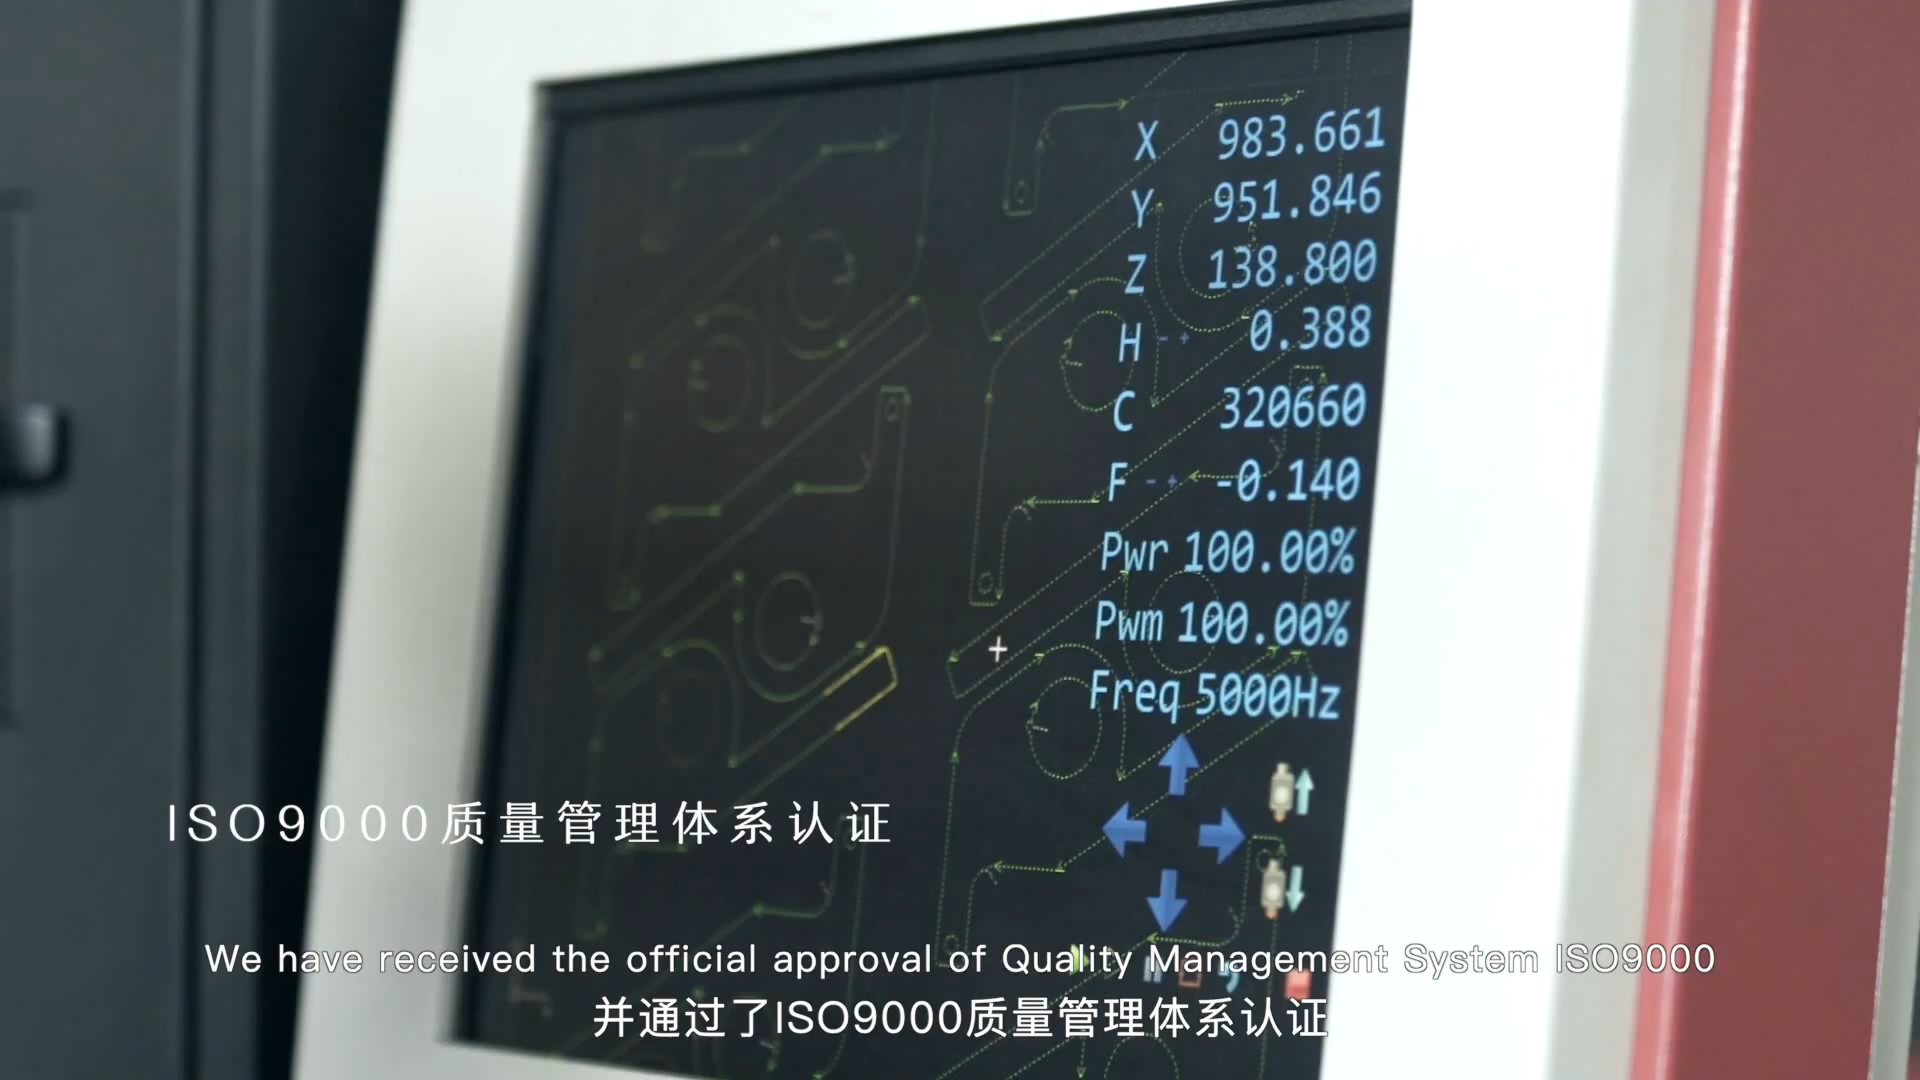 X 983.661
Y 951.846
Z 138.800
H -+ 0.388
C 320660
F -+ -0.140
Pwr 100.00%
Pwm 100.00%
Freq 5000Hz
ISO9000质量管理体系认证
We have received the official approval of Quality Management System ISO9000
并通过了ISO9000质量管理体系认证